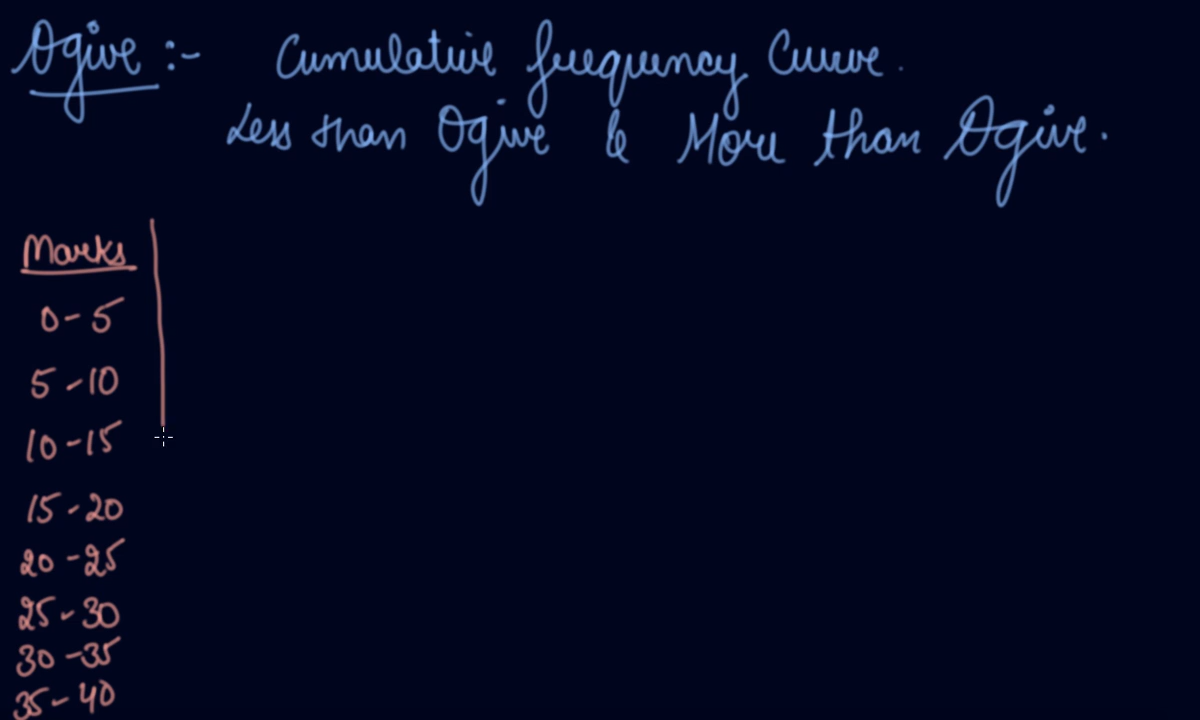 Ogive :- Cumulative frequency Curve.
Less than Ogive & More than Ogive.
Marks
0-5
5-10
10-15
15-20
20-25
25-30
30-35
35-40